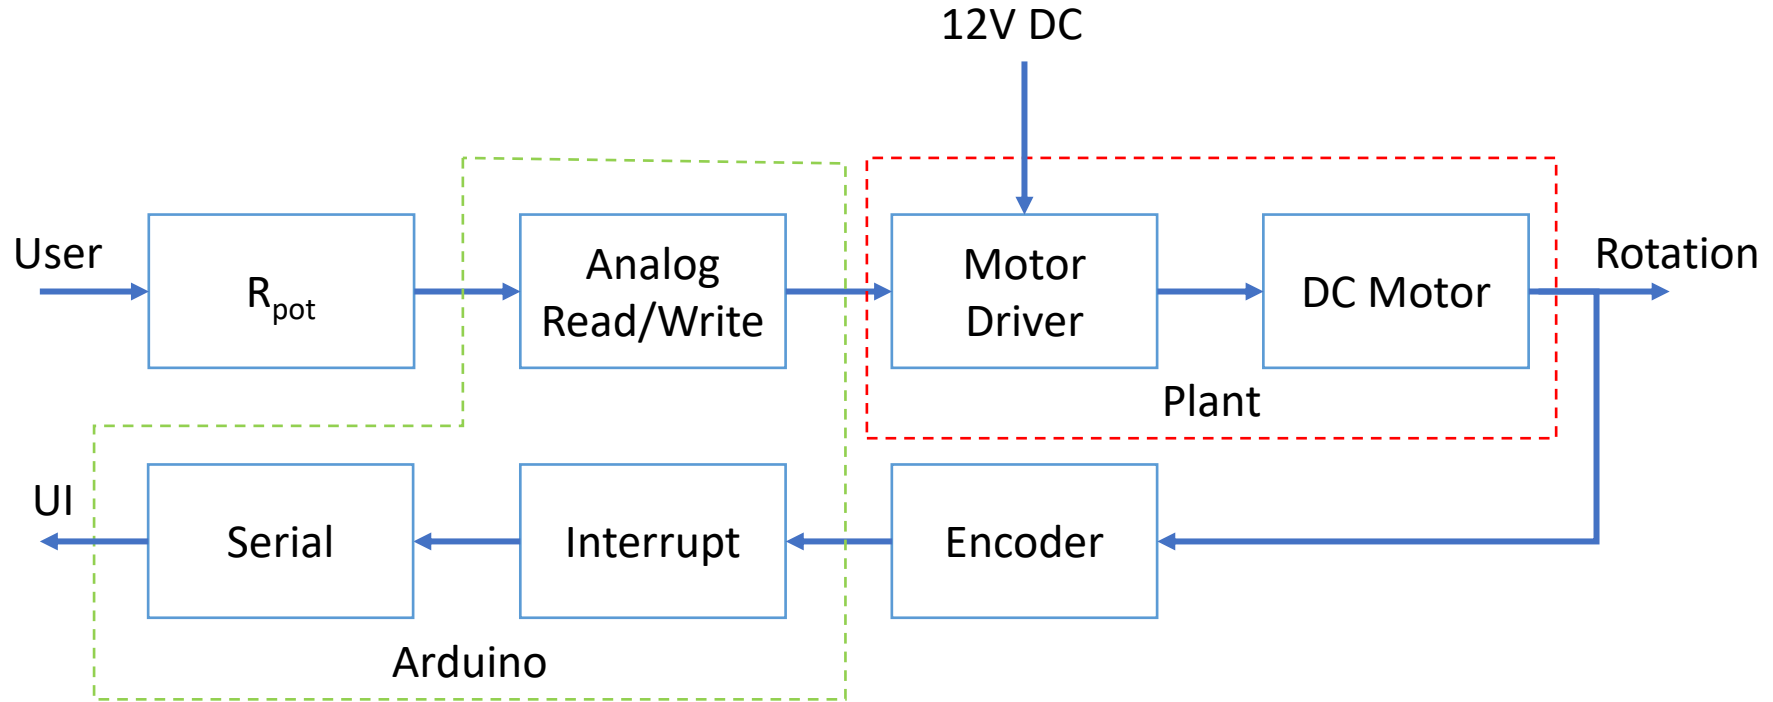 12V DC
User
R_pot
Analog
Read/Write
Motor
Driver
DC Motor
Rotation
Plant
UI
Serial
Interrupt
Encoder
Arduino